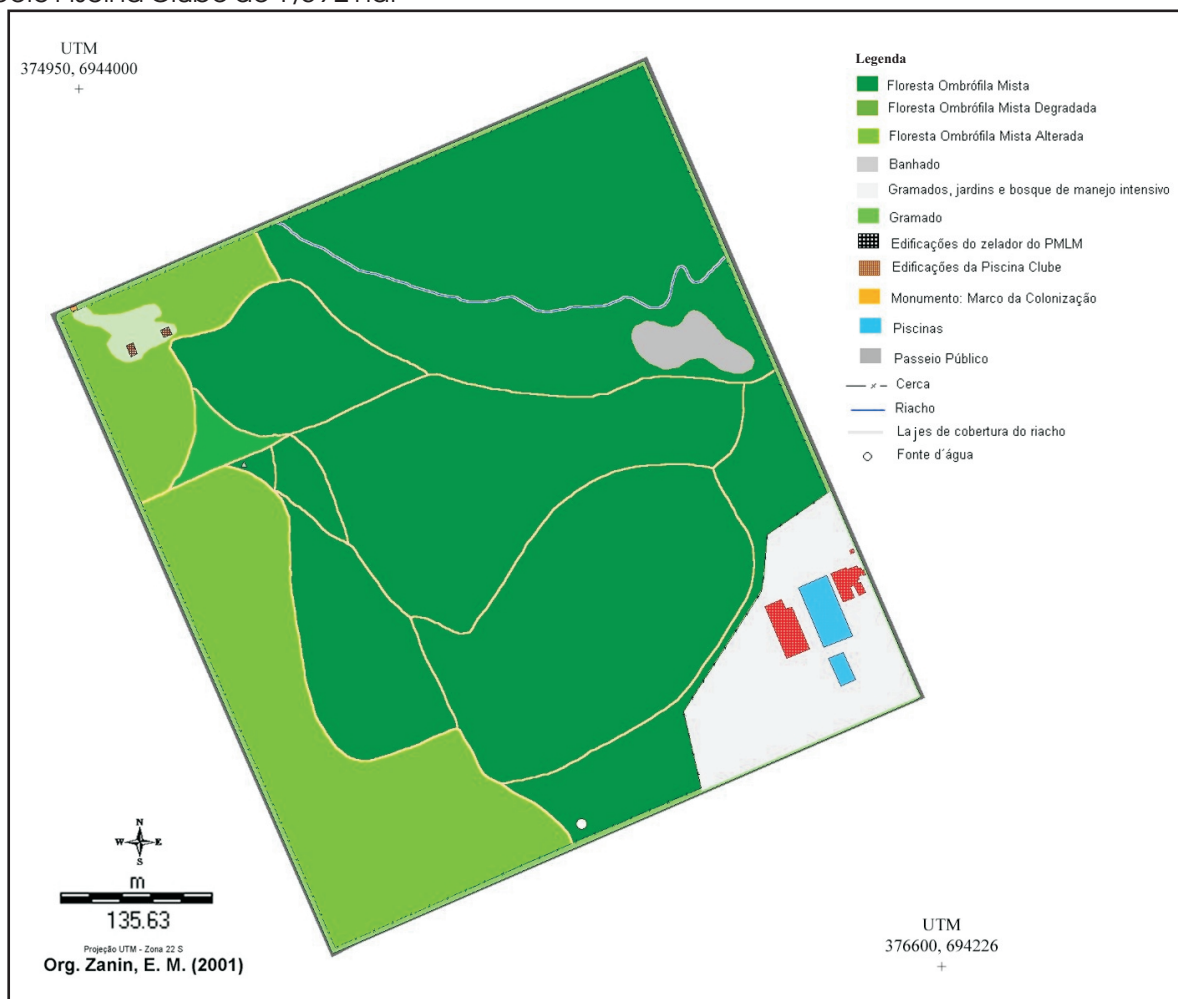 UTM
374950, 6944000
+
Legenda
Floresta Ombrófila Mista
Floresta Ombrófila Mista Degradada
Floresta Ombrófila Mista Alterada
Banhado
Gramados, jardins e bosque de manejo intensivo
Gramado
Edificações do zelador do PMLM
Edificações da Piscina Clube
Monumento: Marco da Colonização
Piscinas
Passeio Público
Cerca
Riacho
Lajes de cobertura do riacho
Fonte d´água
N
W E
S
m
135.63
Projeção UTM - Zona 22 S
Org. Zanin, E. M. (2001)
UTM
376600, 694226
+